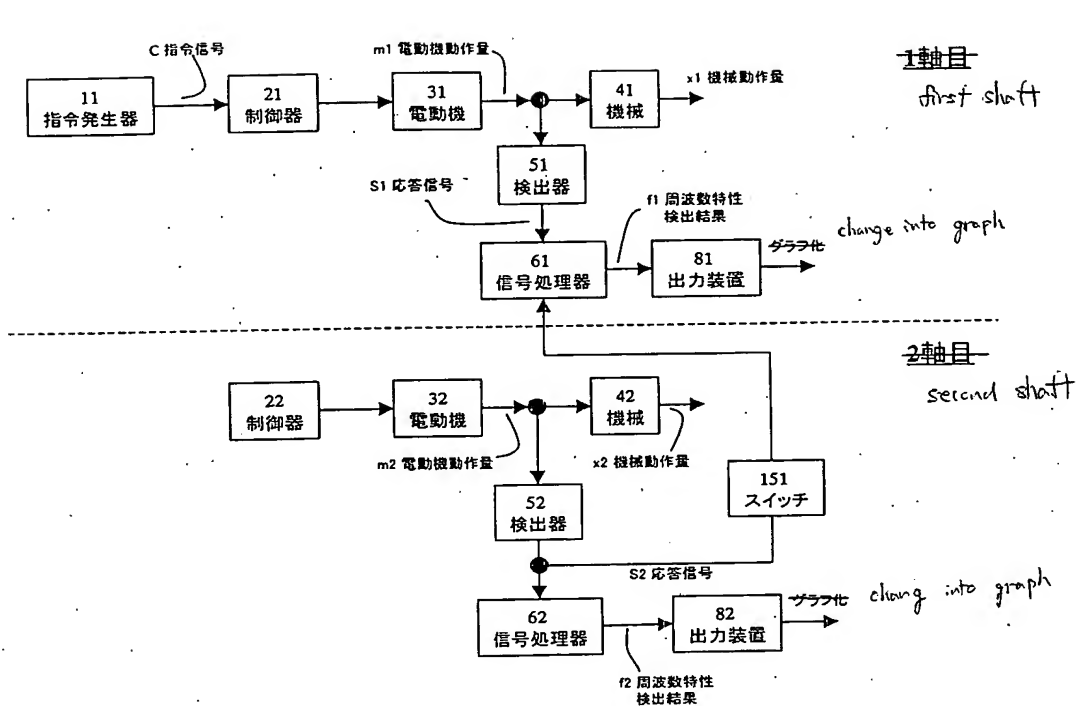 C 指令信号
m1 電動機動作量
x1 機械動作量
1軸目
first shaft
11
指令発生器
21
制御器
31
電動機
41
機械
51
検出器
S1 応答信号
f1 周波数特性
検出結果
61
信号処理器
81
出力装置
グラフ化
change into graph
2軸目
second shaft
22
制御器
32
電動機
42
機械
m2 電動機動作量
x2 機械動作量
151
スイッチ
52
検出器
S2 応答信号
62
信号処理器
82
出力装置
グラフ化
chang into graph
f2 周波数特性
検出結果